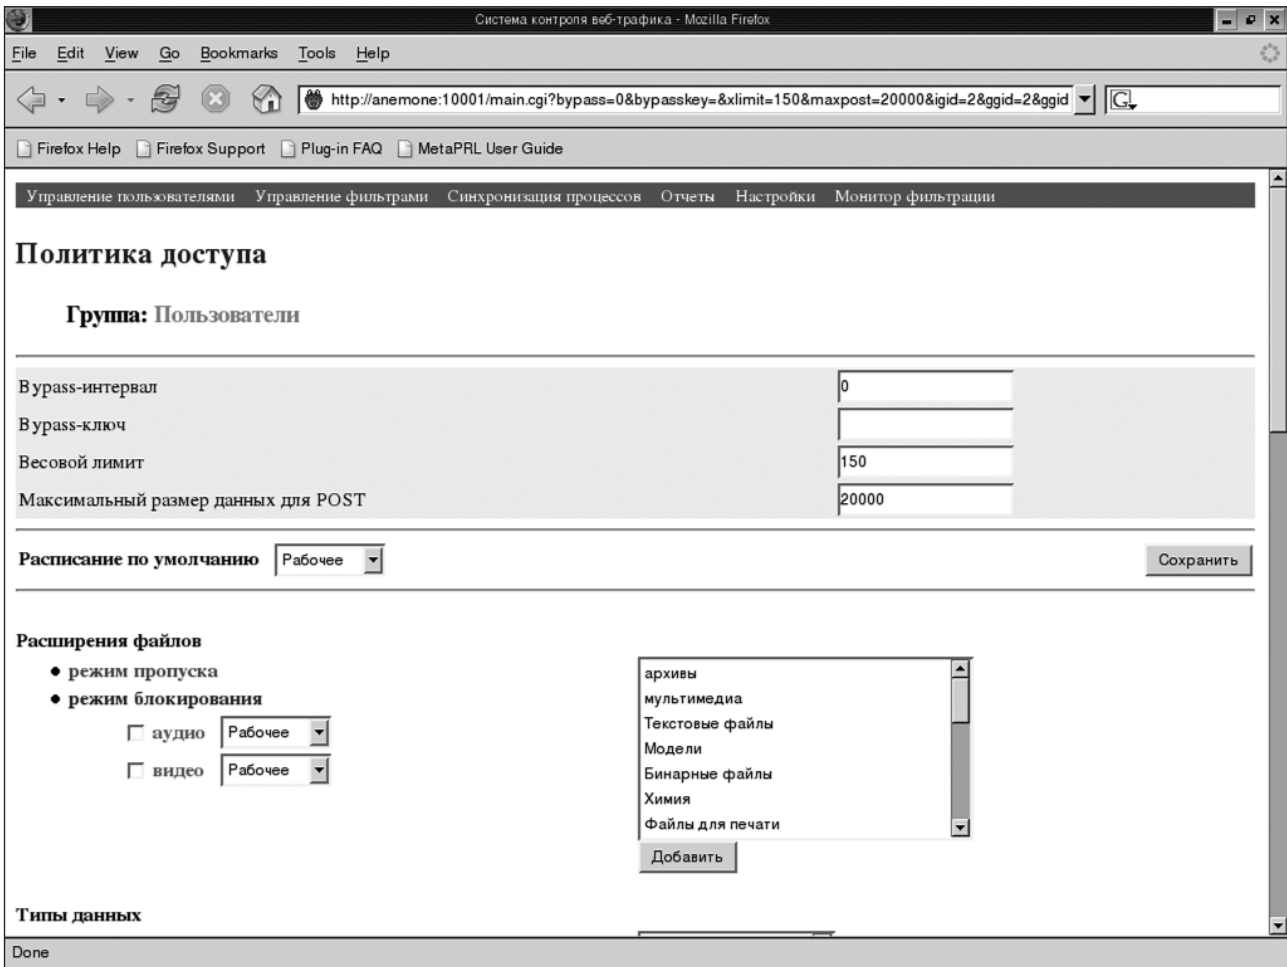 Система контроля веб-трафика - Mozilla Firefox
File Edit View Go Bookmarks Tools Help
http://anemone:10001/main.cgi?bypass=0&bypasskey=&xlimit=150&maxpost=20000&igid=2&ggid=2&ggid G
Firefox Help Firefox Support Plug-in FAQ MetaPRL User Guide
Управление пользователями Управление фильтрами Синхронизация процессов Отчеты Настройки Монитор фильтрации
Политика доступа
Группа: Пользователи
Bypass-интервал 0
Bypass-ключ
Весовой лимит 150
Максимальный размер данных для POST 20000
Расписание по умолчанию Рабочее Сохранить
Расширения файлов
• режим пропуска
• режим блокирования
аудио Рабочее
видео Рабочее
архивы
мультимедиа
Текстовые файлы
Модели
Бинарные файлы
Химия
Файлы для печати
Добавить
Типы данных
Done